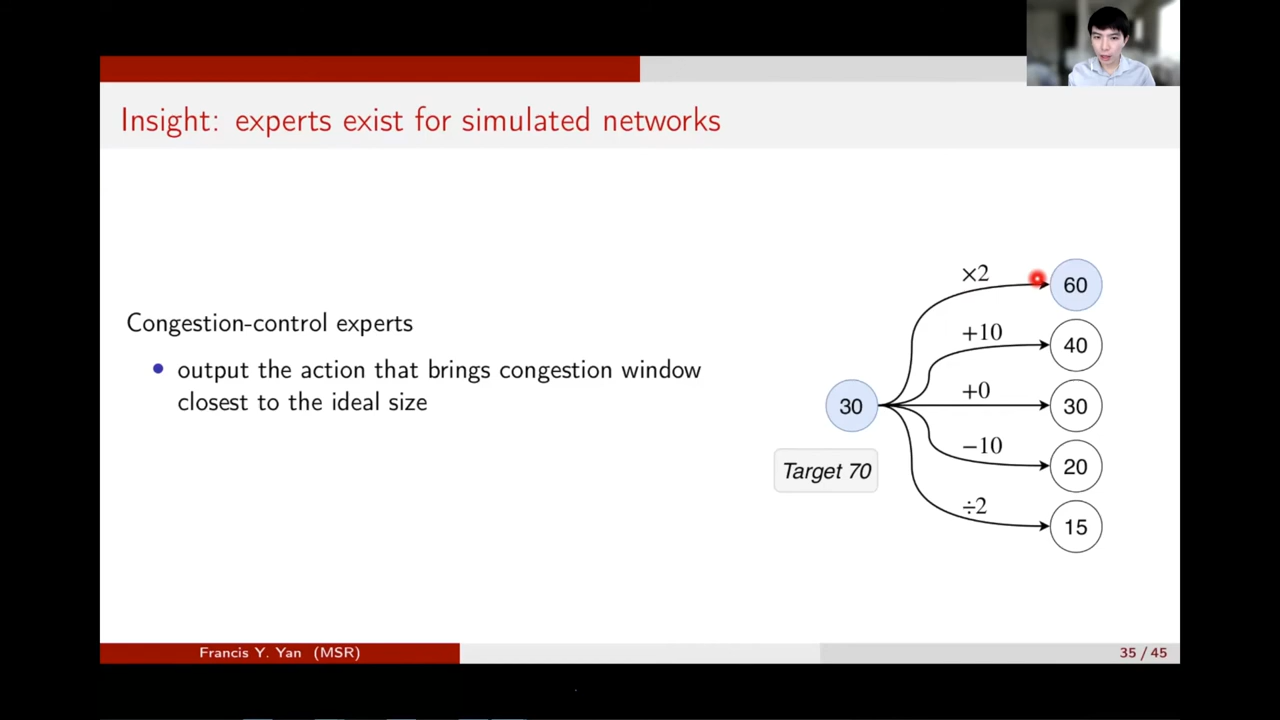 Insight: experts exist for simulated networks
Congestion-control experts
output the action that brings congestion window
closest to the ideal size
×2
60
+10
40
30
+0
30
Target 70
−10
20
÷2
15
Francis Y. Yan (MSR)
35 / 45